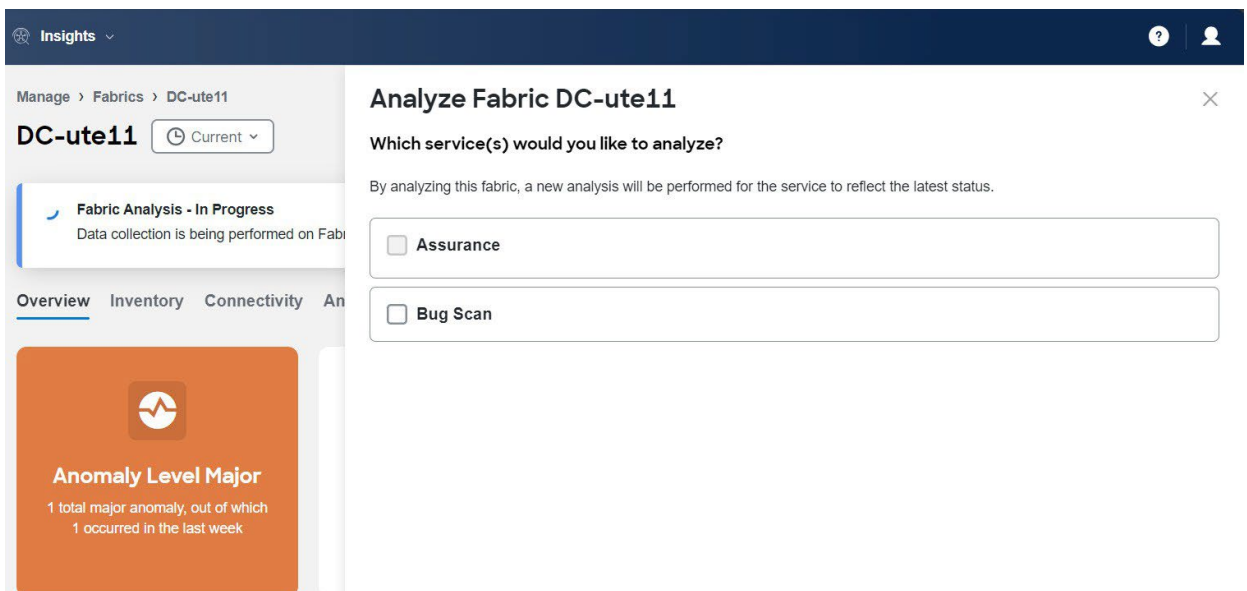 Insights
?
Manage > Fabrics > DC-ute11
DC-ute11
Current
Fabric Analysis - In Progress
Data collection is being performed on
Overview Inventory Connectivity
Anomaly Level Major
1 total major anomaly, out of which
1 occurred in the last week
Analyze Fabric DC-ute11
Which service(s) would you like to analyze?
By analyzing this fabric, a new analysis will be performed for the service to reflect the latest status.
Assurance
Bug Scan